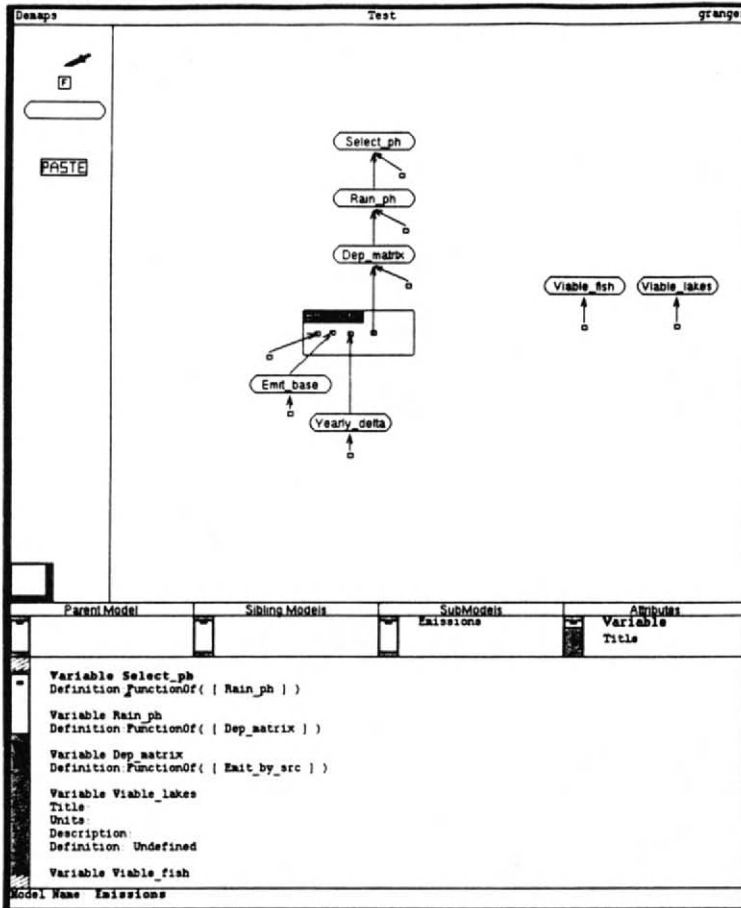 Demaps Test grange
F
PASTE
Select_ph
Rain_ph
Dep_matrix
Viable_fish Viable_lakes
Emit_base
Yearly_delta
Parent Model Sibling Models SubModels Attributes
Emissions Variable
Title
Variable Select_ph
Definition:FunctionOf( [ Rain_ph ] )
Variable Rain_ph
Definition:FunctionOf( [ Dep_matrix ] )
Variable Dep_matrix
Definition:FunctionOf( [ Emit_by_src ] )
Variable Viable_lakes
Title:
Units:
Description:
Definition: Undefined
Variable Viable_fish
Model Name Emissions